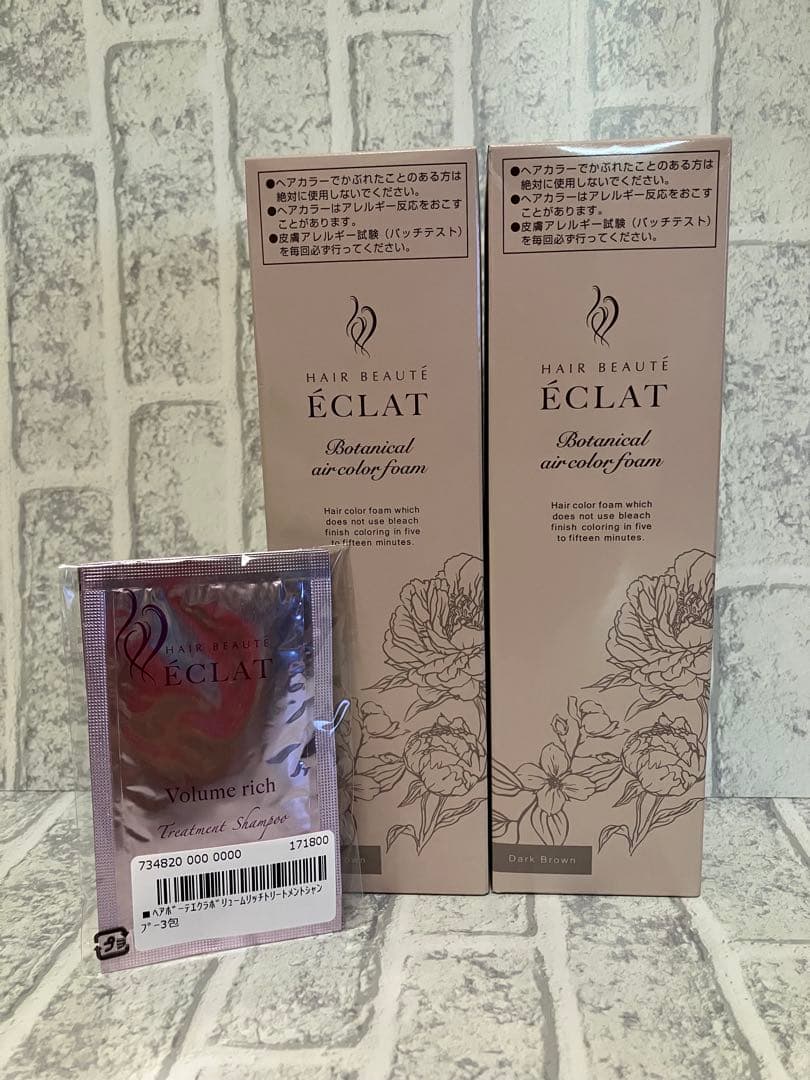 ●ヘアカラーでかぶれたことのある方は
絶対に使用しないでください。
●ヘアカラーはアレルギー反応をおこす
ことがあります。
●皮膚アレルギー試験（パッチテスト）
を毎回必ず行ってください。
HAIR BEAUTÉ
ÉCLAT
Botanical
air color foam
Hair color foam which
does not use bleach
finish coloring in five
to fifteen minutes.
●ヘアカラーでかぶれたことのある方は
絶対に使用しないでください。
●ヘアカラーはアレルギー反応をおこす
ことがあります。
●皮膚アレルギー試験（パッチテスト）
を毎回必ず行ってください。
HAIR BEAUTÉ
ÉCLAT
Botanical
air color foam
Hair color foam which
does not use bleach
finish coloring in five
to fifteen minutes.
Dark Brown
HAIR BEAUTÉ
ÉCLAT
Volume rich
Treatment Shampoo
734820 000 0000 171800
■ ﾍｱﾎﾞｰﾃｴｸﾗﾎﾞﾘｭｰﾑﾘｯﾁﾄﾘｰﾄﾒﾝﾄｼｬﾝ
ﾌﾟｰ3包